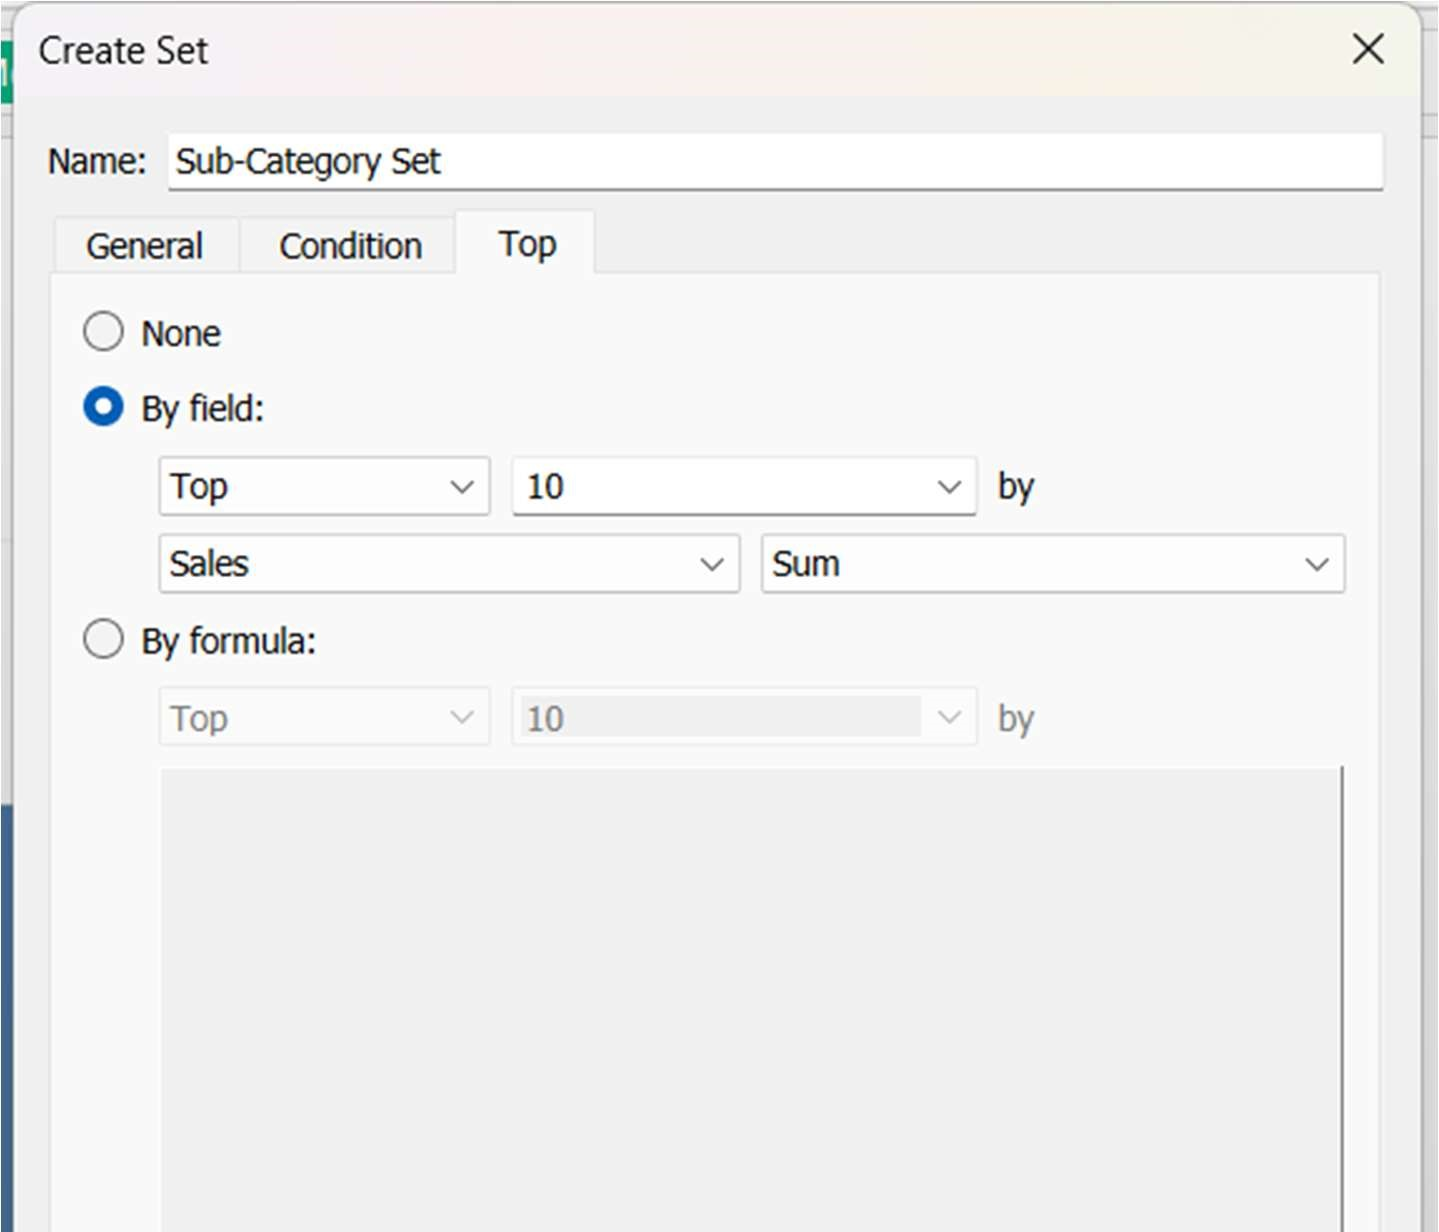 Create Set
Name: Sub-Category Set
General Condition Top
None
By field:
Top 10 by
Sales Sum
By formula:
Top 10 by